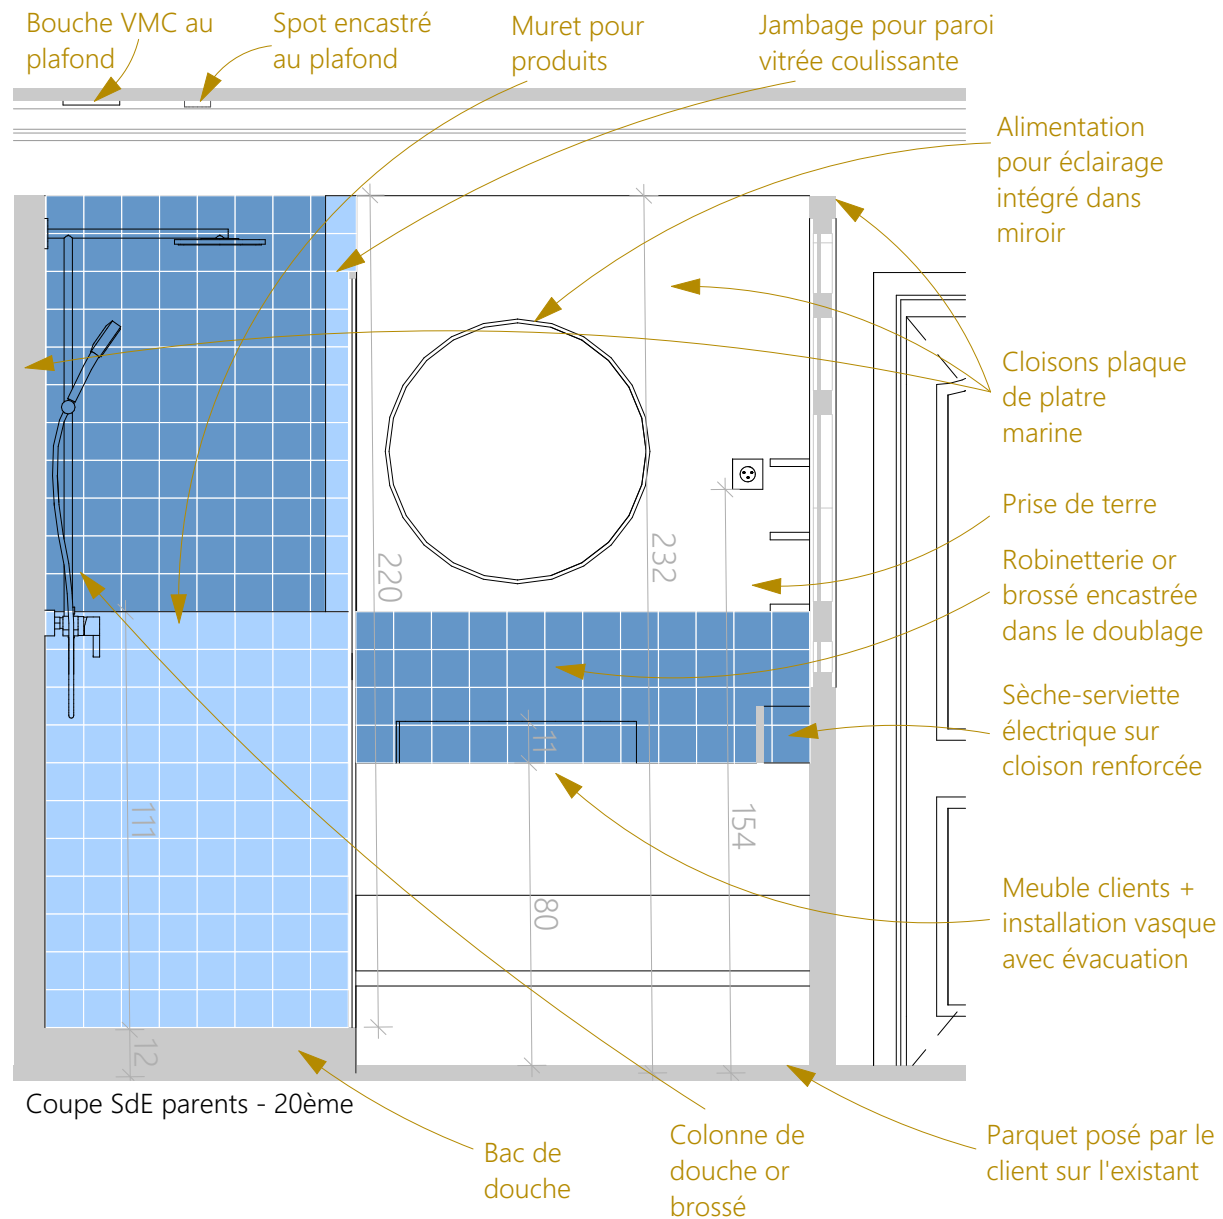 Bouche VMC au
plafond
Spot encastré
au plafond
Muret pour
produits
Jambage pour paroi
vitrée coulissante
Alimentation
pour éclairage
intégré dans
miroir
Cloisons plaque
de platre
marine
Prise de terre
Robinetterie or
brossé encastrée
dans le doublage
Sèche-serviette
électrique sur
cloison renforcée
Meuble clients +
installation vasque
avec évacuation
220
232
11
111
154
80
12
Coupe SdE parents - 20ème
Bac de
douche
Colonne de
douche or
brossé
Parquet posé par le
client sur l'existant